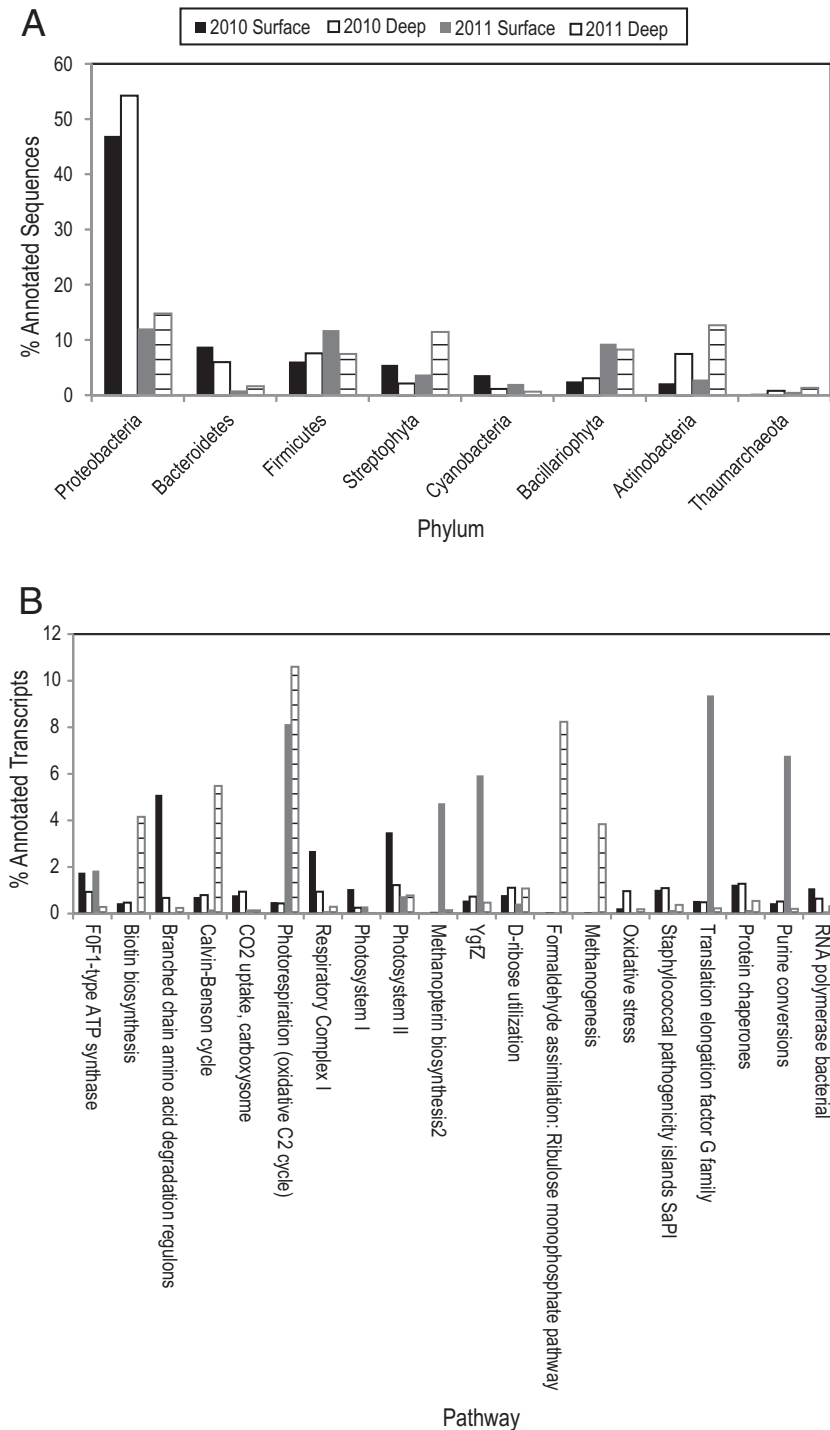 A
2010 Surface 2010 Deep 2011 Surface 2011 Deep
60
50
40
30
20
10
0
% Annotated Sequences
Proteobacteria
Bacteroidetes
Firmicutes
Streptophyta
Cyanobacteria
Bacillariophyta
Actinobacteria
Thaumarchaeota
Phylum
B
12
10
8
6
4
2
0
% Annotated Transcripts
F0F1-type ATP synthase
Biotin biosynthesis
Branched chain amino acid degradation regulons
Calvin-Benson cycle
CO2 uptake, carboxysome
Photorespiration (oxidative C2 cycle)
Respiratory Complex I
Photosystem I
Photosystem II
Methanopterin biosynthesis2
YgfZ
D-ribose utilization
Formaldehyde assimilation: Ribulose monophosphate pathway
Methanogenesis
Oxidative stress
Staphylococcal pathogenicity islands SaPI
Translation elongation factor G family
Protein chaperones
Purine conversions
RNA polymerase bacterial
Pathway